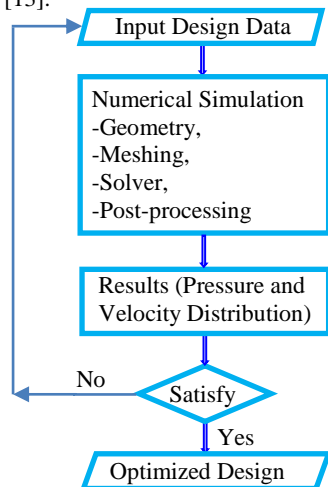 [15].
Input Design Data
Numerical Simulation
-Geometry,
-Meshing,
-Solver,
-Post-processing
Results (Pressure and
Velocity Distribution)
No
Satisfy
Yes
Optimized Design